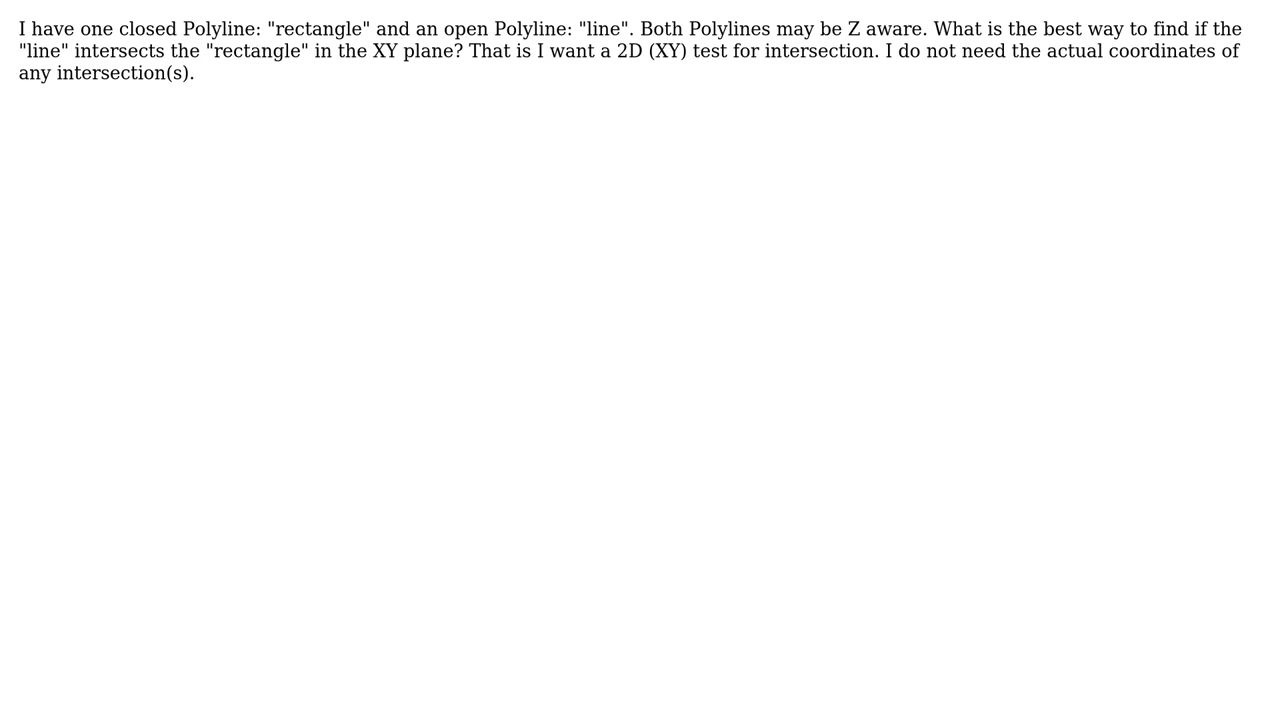 I have one closed Polyline: "rectangle" and an open Polyline: "line". Both Polylines may be Z aware. What is the best way to find if the
"line" intersects the "rectangle" in the XY plane? That is I want a 2D (XY) test for intersection. I do not need the actual coordinates of
any intersection(s).